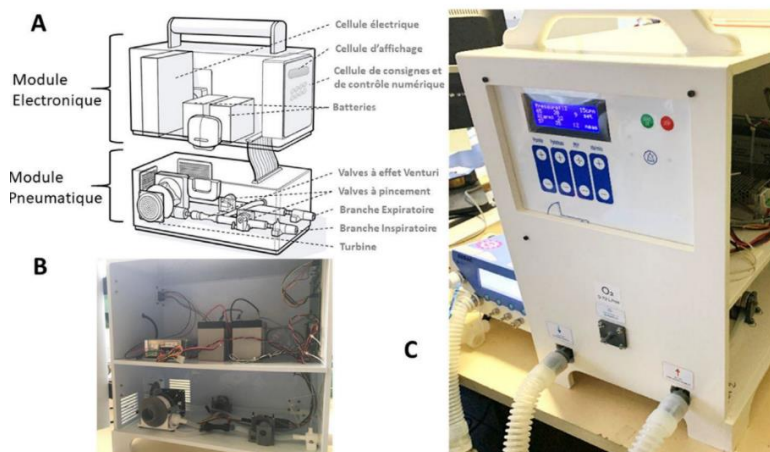 A
Module
Electronique
Cellule électrique
Cellule d'affichage
Cellule de consignes et
de contrôle numérique
Batteries
Module
Pneumatique
Valves à effet Venturi
Valves à pincement
Branche Expiratoire
Branche Inspiratoire
Turbine
B
C
O₂